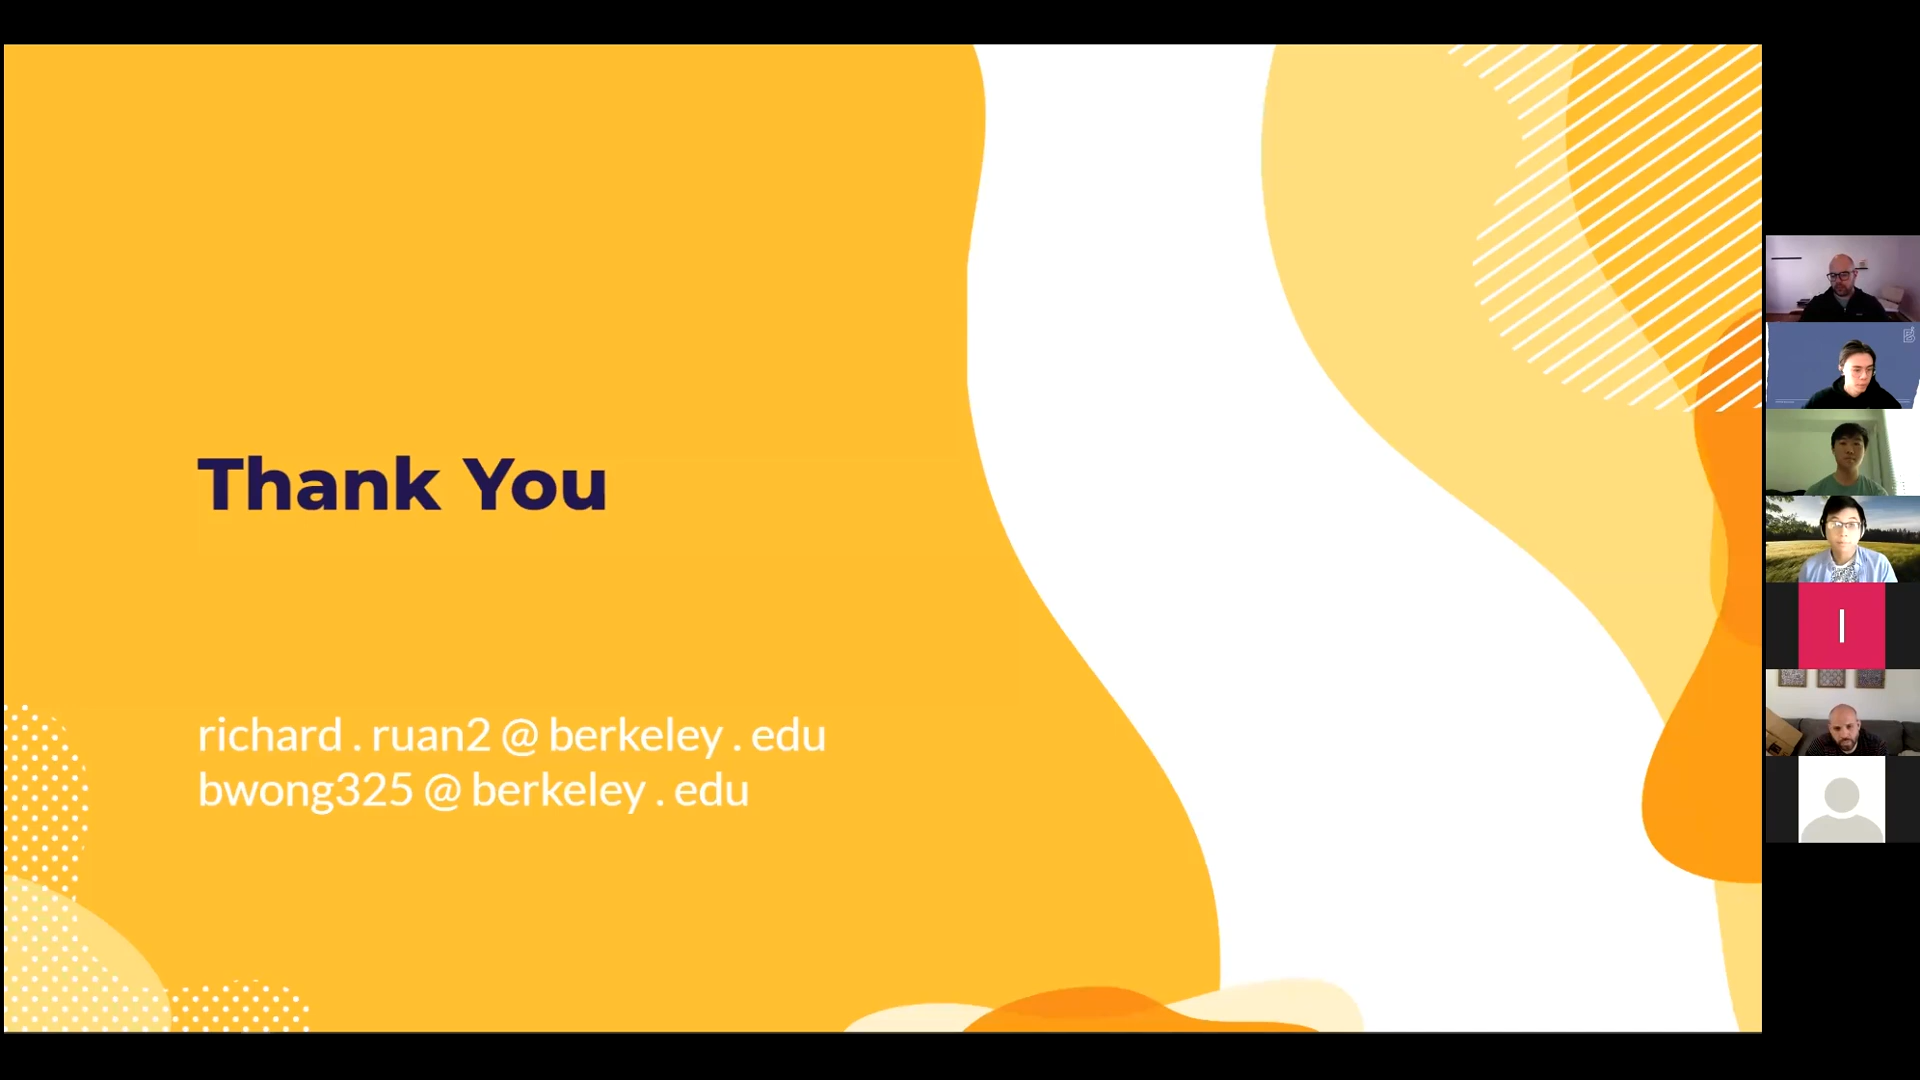 Thank You
richard . ruan2 @ berkeley . edu
bwong325 @ berkeley . edu
I